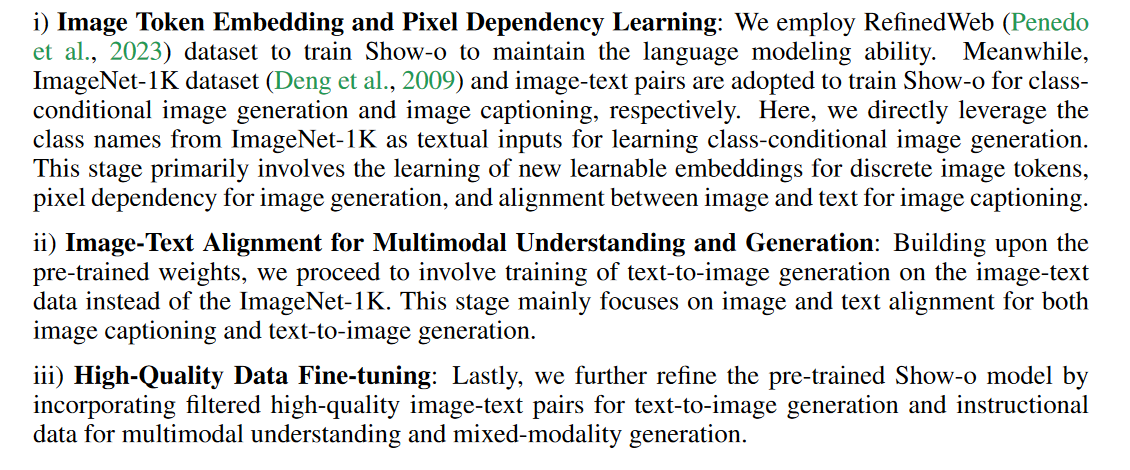 i) Image Token Embedding and Pixel Dependency Learning: We employ RefinedWeb (Penedo
et al., 2023) dataset to train Show-o to maintain the language modeling ability. Meanwhile,
ImageNet-1K dataset (Deng et al., 2009) and image-text pairs are adopted to train Show-o for class-
conditional image generation and image captioning, respectively. Here, we directly leverage the
class names from ImageNet-1K as textual inputs for learning class-conditional image generation.
This stage primarily involves the learning of new learnable embeddings for discrete image tokens,
pixel dependency for image generation, and alignment between image and text for image captioning.
ii) Image-Text Alignment for Multimodal Understanding and Generation: Building upon the
pre-trained weights, we proceed to involve training of text-to-image generation on the image-text
data instead of the ImageNet-1K. This stage mainly focuses on image and text alignment for both
image captioning and text-to-image generation.
iii) High-Quality Data Fine-tuning: Lastly, we further refine the pre-trained Show-o model by
incorporating filtered high-quality image-text pairs for text-to-image generation and instructional
data for multimodal understanding and mixed-modality generation.